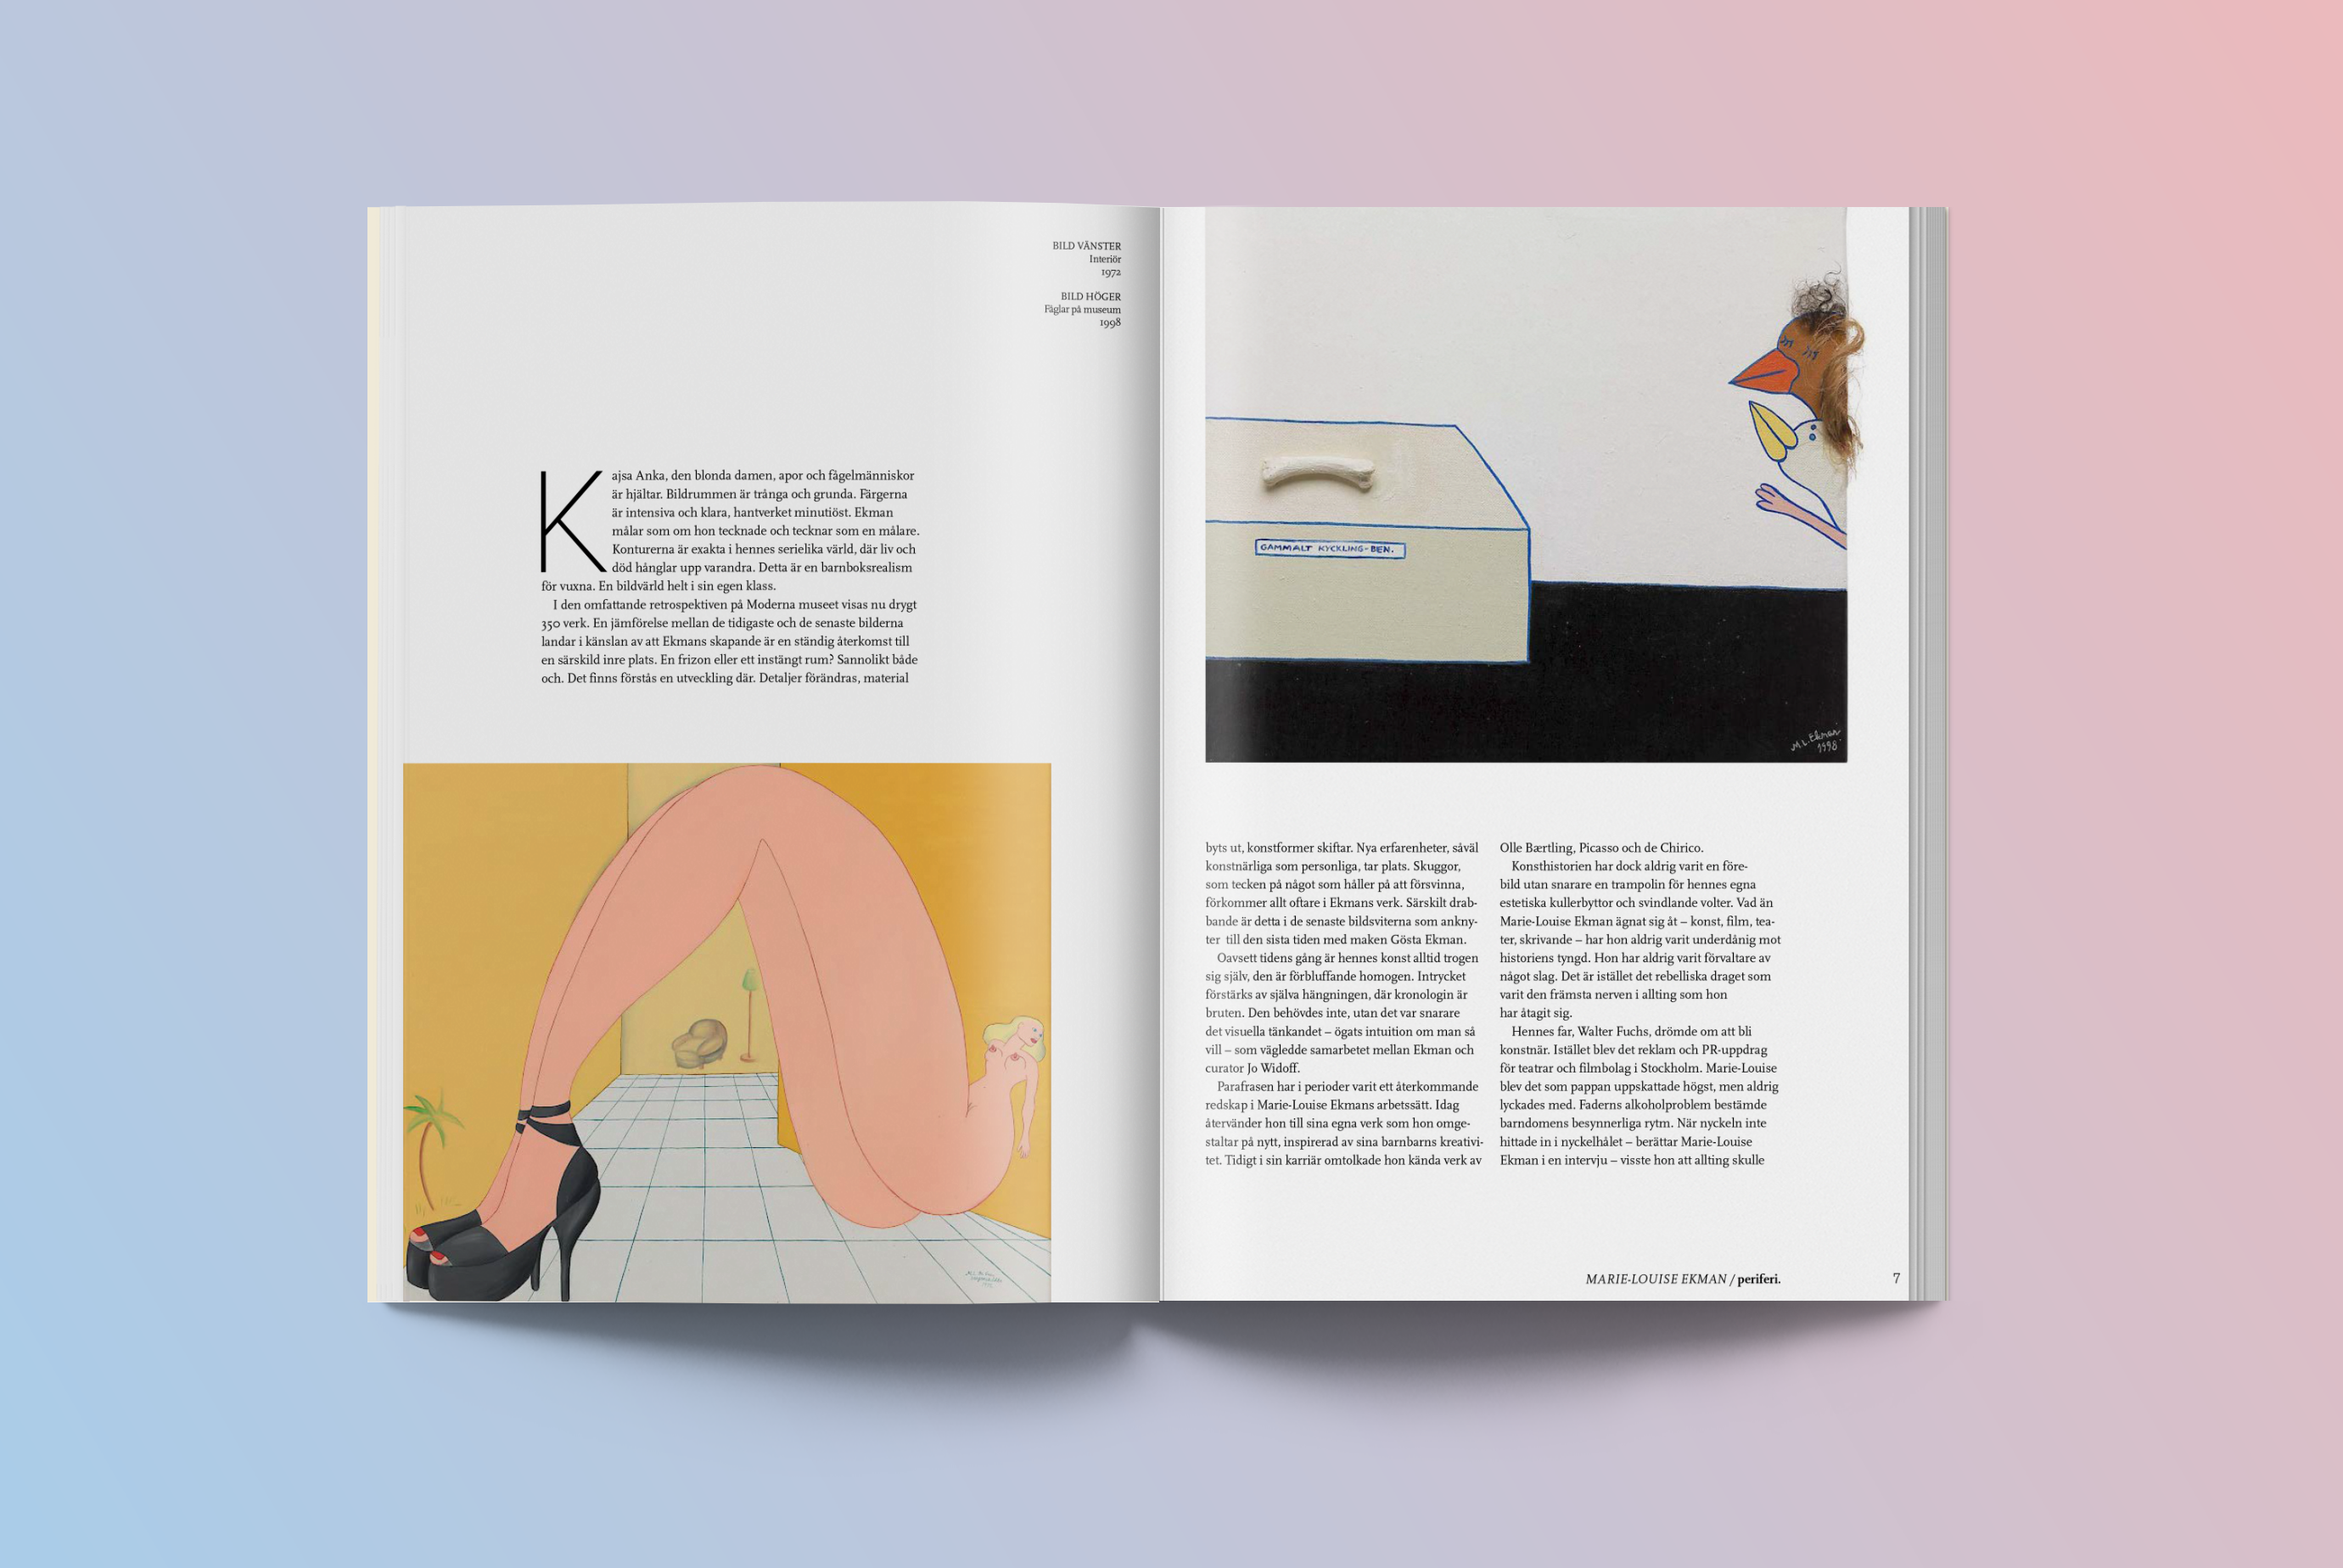 BILD VÄNSTER
Interiör
1972
BILD HÖGER
Fåglar på museum
1998
Kajsa Anka, den blonda damen, apor och fågelmänniskor
är hjältar. Bildrummen är trånga och grunda. Färgerna
är intensiva och klara, hantverket minutiöst. Ekman
målar som om hon tecknade och tecknar som en målare.
Konturerna är exakta i hennes serielika värld, där liv och
död hånglar upp varandra. Detta är en barnboksrealism
för vuxna. En bildvärld helt i sin egen klass.
I den omfattande retrospektiven på Moderna museet visas nu drygt
350 verk. En jämförelse mellan de tidigaste och de senaste bilderna
landar i känslan av att Ekmans skapande är en ständig återkomst till
en särskild inre plats. En frizon eller ett instängt rum? Sannolikt både
och. Det finns förstås en utveckling där. Detaljer förändras, material
GAMMALT KYCKLING-BEN.
M.L.Ekman
1998
byts ut, konstformer skiftar. Nya erfarenheter, såväl
konstnärliga som personliga, tar plats. Skuggor,
som tecken på något som håller på att försvinna,
förkommer allt oftare i Ekmans verk. Särskilt drab-
bande är detta i de senaste bildsviterna som ankny-
ter till den sista tiden med maken Gösta Ekman.
Oavsett tidens gång är hennes konst alltid trogen
sig själv, den är förbluffande homogen. Intrycket
förstärks av själva hängningen, där kronologin är
bruten. Den behövdes inte, utan det var snarare
det visuella tänkandet – ögats intuition om man så
vill – som vägledde samarbetet mellan Ekman och
curator Jo Widoff.
Parafrasen har i perioder varit ett återkommande
redskap i Marie-Louise Ekmans arbetssätt. Idag
återvänder hon till sina egna verk som hon omge-
staltar på nytt, inspirerad av sina barnbarns kreativi-
tet. Tidigt i sin karriär omtolkade hon kända verk av
Olle Bærtling, Picasso och de Chirico.
Konsthistorien har dock aldrig varit en före-
bild utan snarare en trampolin för hennes egna
estetiska kullerbyttor och svindlande volter. Vad än
Marie-Louise Ekman ägnat sig åt – konst, film, tea-
ter, skrivande – har hon aldrig varit underdånig mot
historiens tyngd. Hon har aldrig varit förvaltare av
något slag. Det är istället det rebelliska draget som
varit den främsta nerven i allting som hon
har åtagit sig.
Hennes far, Walter Fuchs, drömde om att bli
konstnär. Istället blev det reklam och PR-uppdrag
för teatrar och filmbolag i Stockholm. Marie-Louise
blev det som pappan uppskattade högst, men aldrig
lyckades med. Faderns alkoholproblem bestämde
barndomens besynnerliga rytm. När nyckeln inte
hittade in i nyckelhålet – berättar Marie-Louise
Ekman i en intervju – visste hon att allting skulle
MARIE-LOUISE EKMAN / periferi.
7